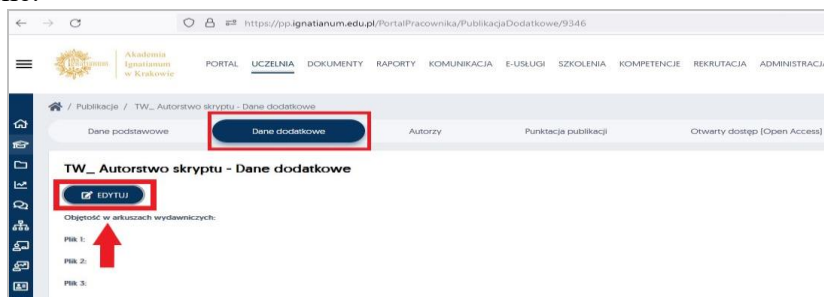 https://pp.ignatianum.edu.pl/PortalPracownika/PublikacjaDodatkowe/9346
Akademia
Ignatianum
w Krakowie
PORTAL UCZELNIA DOKUMENTY RAPORTY KOMUNIKACJA E-USŁUGI SZKOLENIA KOMPETENCJE REKRUTACJA ADMINISTRACJA
/ Publikacje / TW_ Autorstwo skryptu - Dane dodatkowe
Dane podstawowe Dane dodatkowe Autorzy Punktacja publikacji Otwarty dostęp [Open Access]
TW_ Autorstwo skryptu - Dane dodatkowe
EDYTUJ
Objętość w arkuszach wydawniczych:
Plik 1:
Plik 2:
Plik 3: